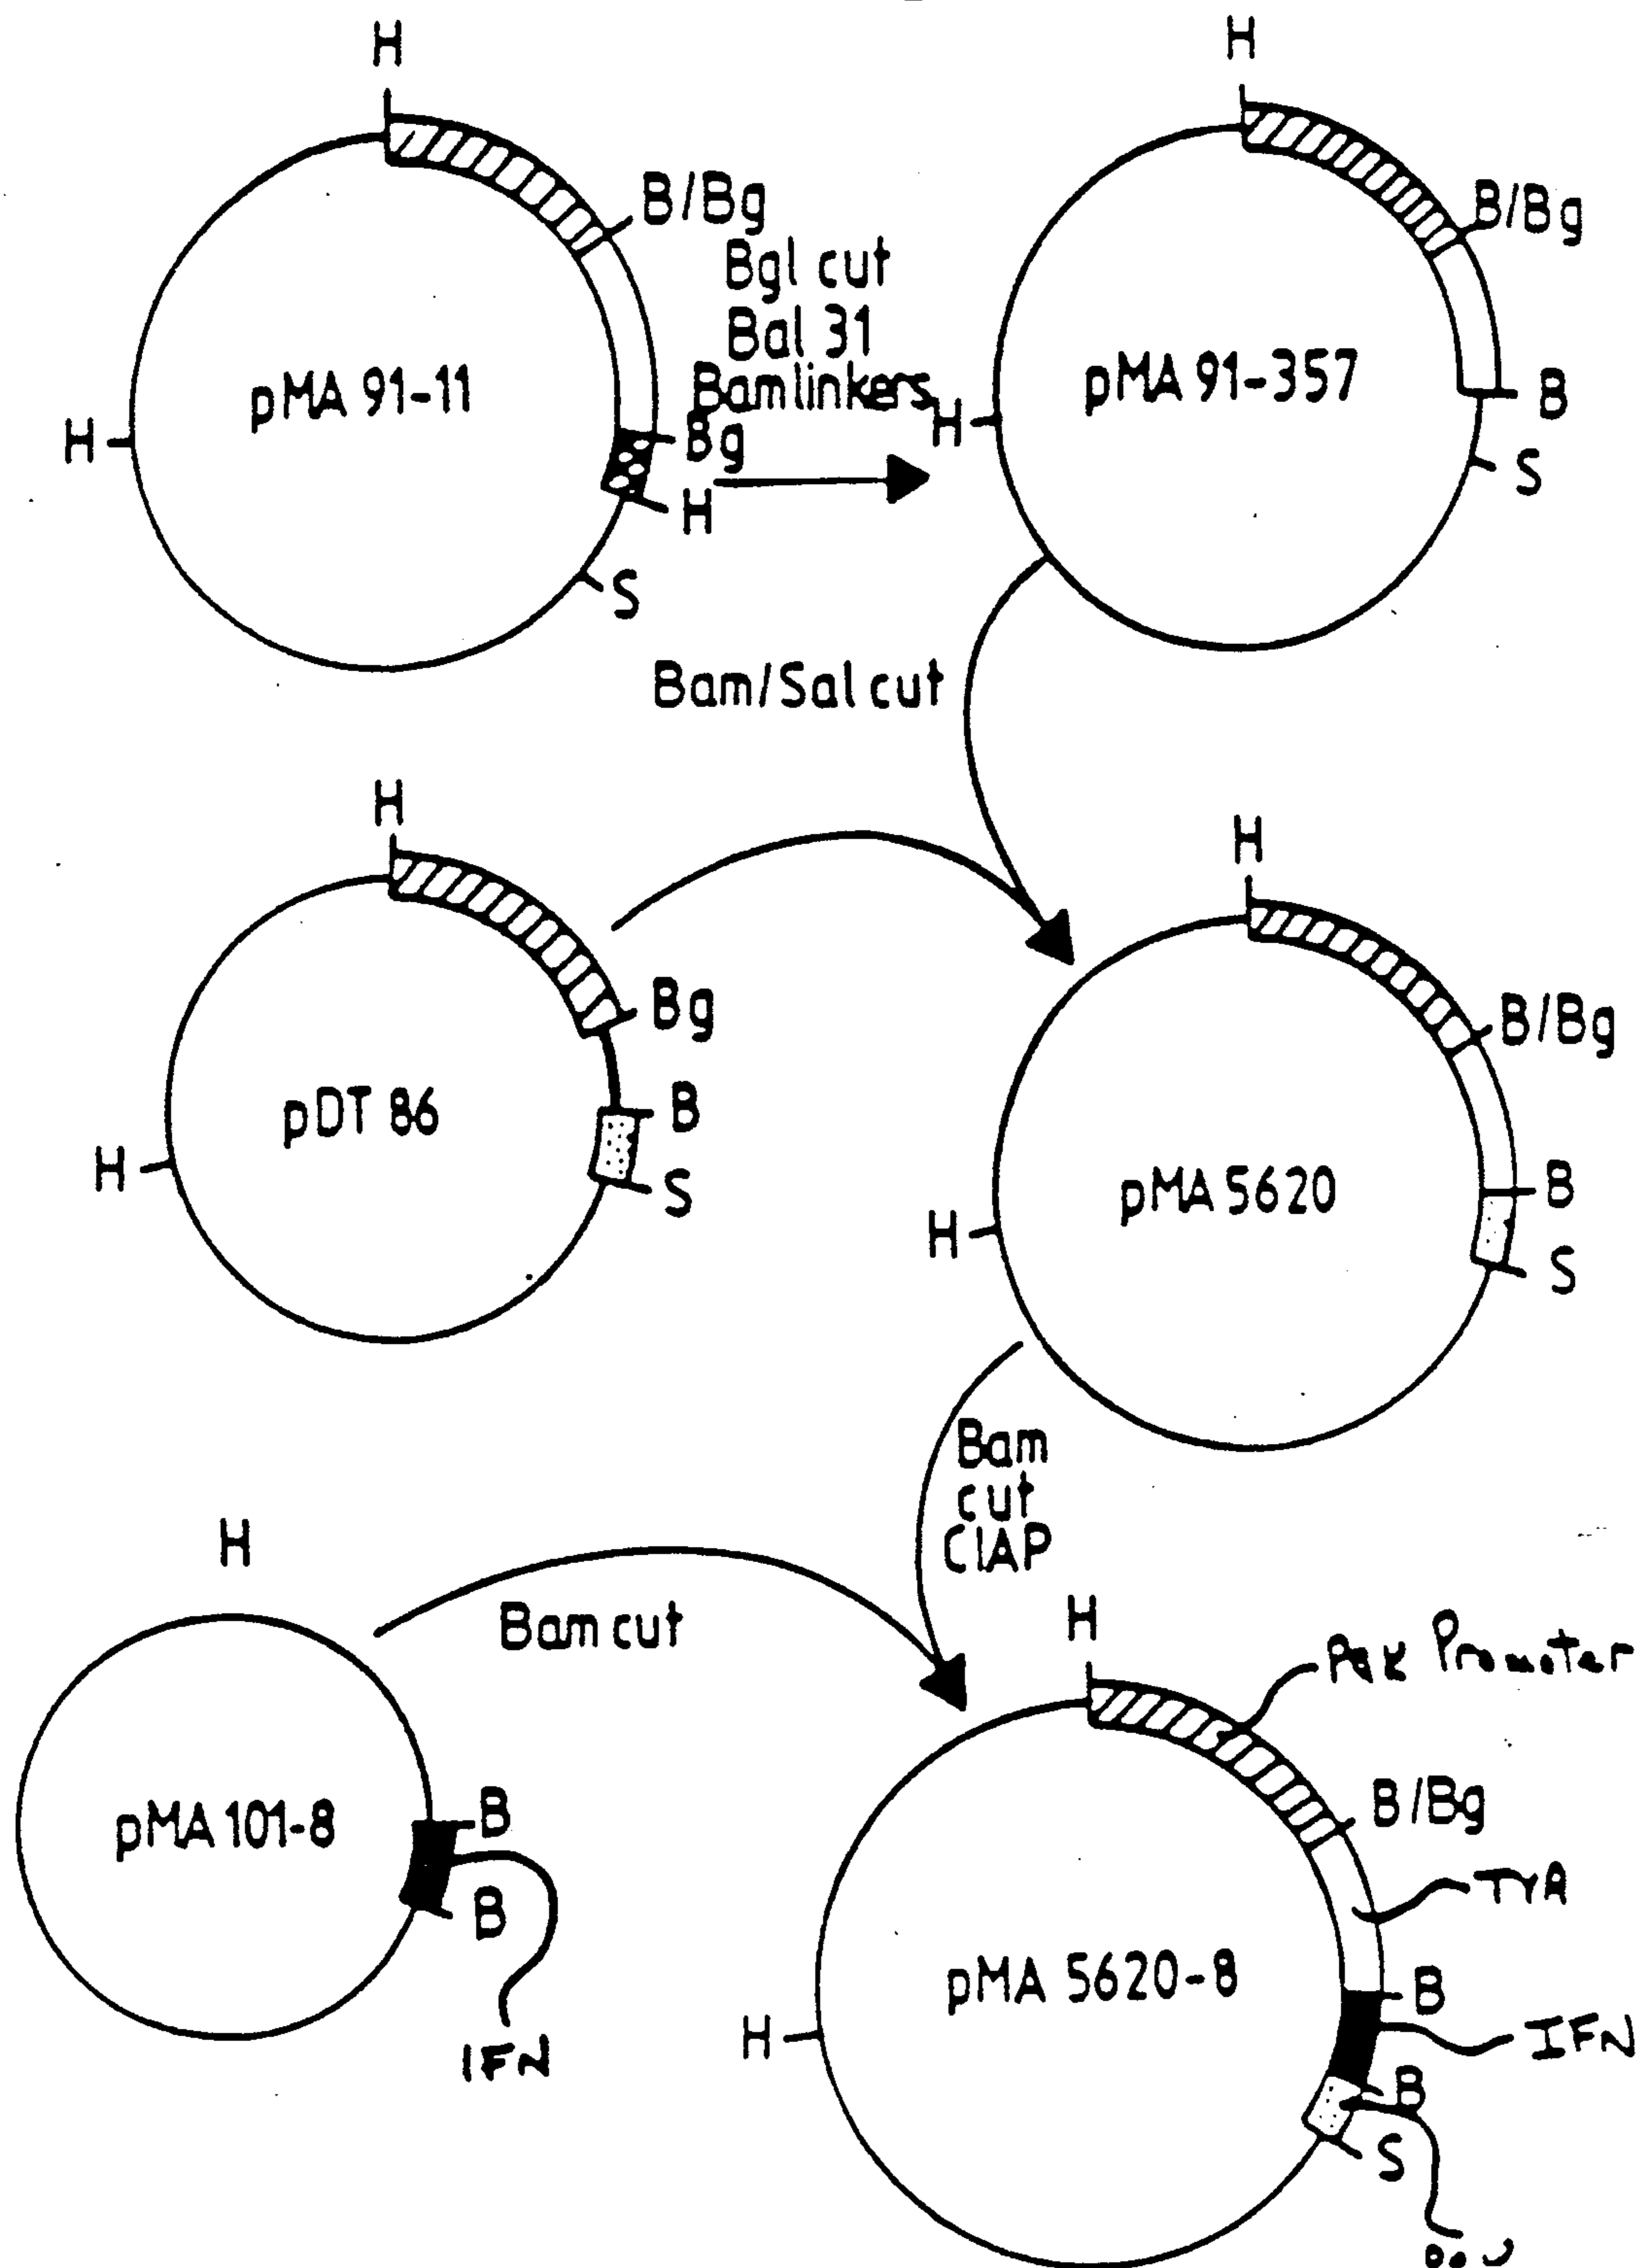 H
H
B/Bg
B/Bg
Bgl cut
Bal 31
Bam linkers
pMA 91-11
pMA 91-357
B
H
H
Bg
S
H
S
Bam/Sal cut
H
H
Bg
B/Bg
B
pDT 86
H
S
pMA 5620
B
H
S
Bam
cut
CIAP
H
Bam cut
H
Promoter
B/Bg
B
pMA 101-8
B
TYA
pMA 5620-8
B
H
IFN
IFN
B
S